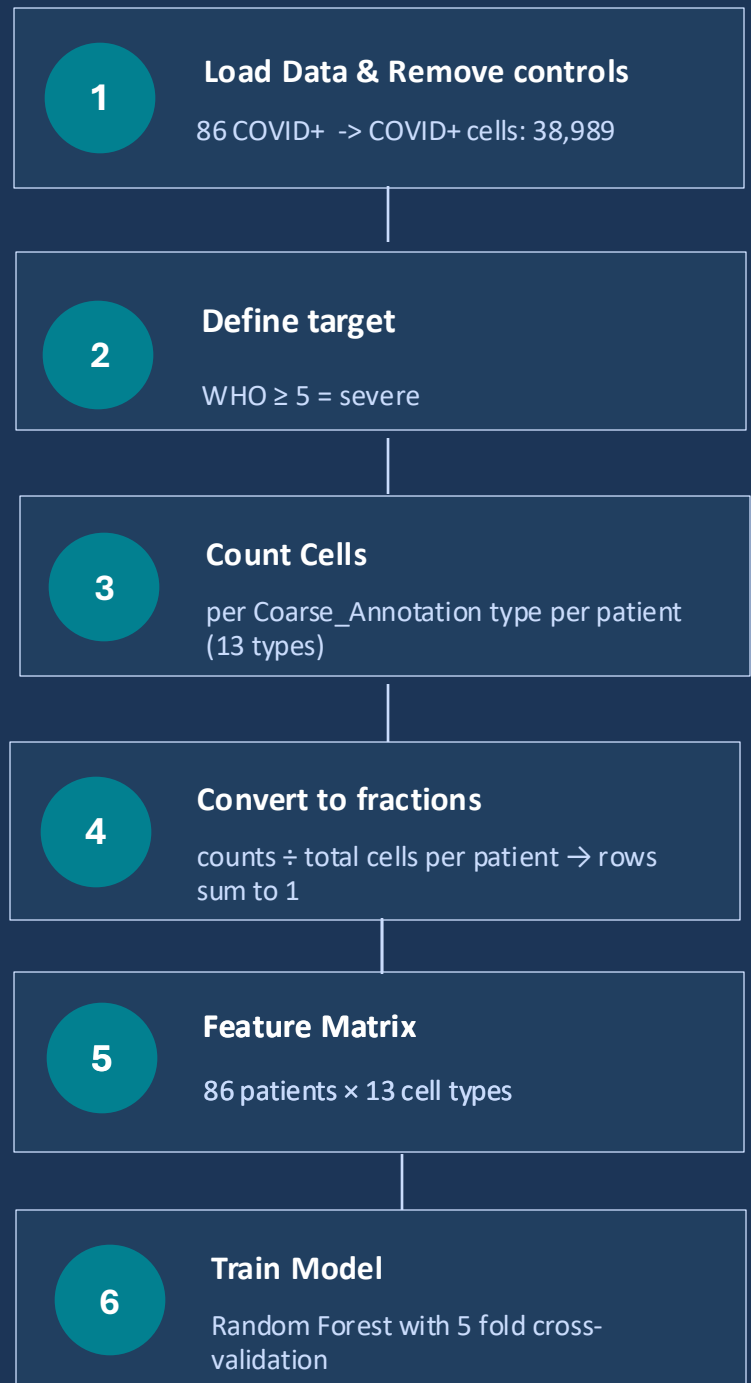 1
Load Data & Remove controls
86 COVID+ -> COVID+ cells: 38,989
2
Define target
WHO ≥ 5 = severe
3
Count Cells
per Coarse_Annotation type per patient
(13 types)
4
Convert to fractions
counts ÷ total cells per patient → rows
sum to 1
5
Feature Matrix
86 patients × 13 cell types
6
Train Model
Random Forest with 5 fold cross-
validation